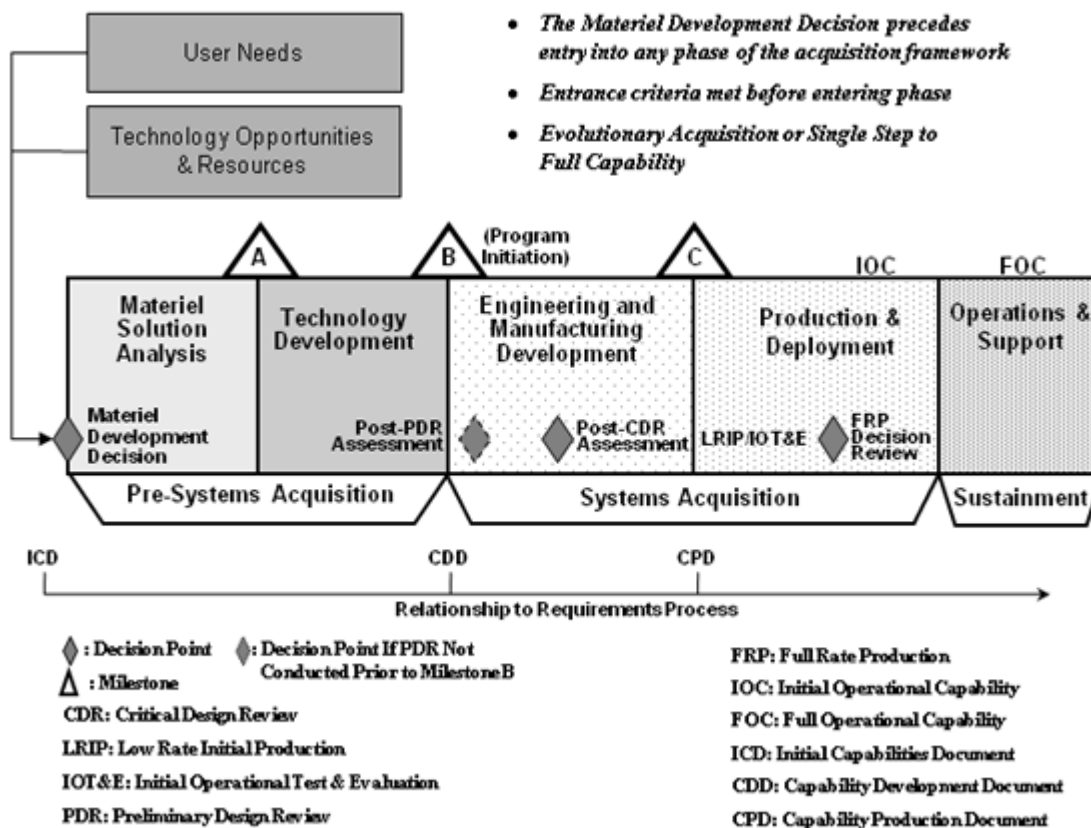 User Needs
Technology Opportunities
& Resources
• The Materiel Development Decision precedes
entry into any phase of the acquisition framework
• Entrance criteria met before entering phase
• Evolutionary Acquisition or Single Step to
Full Capability
A
B
(Program
Initiation)
C
IOC
FOC
Materiel
Solution
Analysis
Technology
Development
Engineering and
Manufacturing
Development
Production &
Deployment
Operations &
Support
Materiel
Development
Decision
Post-PDR
Assessment
Post-CDR
Assessment
LRIP/IOT&E
FRP
Decision
Review
Pre-Systems Acquisition
Systems Acquisition
Sustainment
ICD
CDD
CPD
Relationship to Requirements Process
: Decision Point
: Decision Point If PDR Not
Conducted Prior to Milestone B
: Milestone
CDR: Critical Design Review
LRIP: Low Rate Initial Production
IOT&E: Initial Operational Test & Evaluation
PDR: Preliminary Design Review
FRP: Full Rate Production
IOC: Initial Operational Capability
FOC: Full Operational Capability
ICD: Initial Capabilities Document
CDD: Capability Development Document
CPD: Capability Production Document